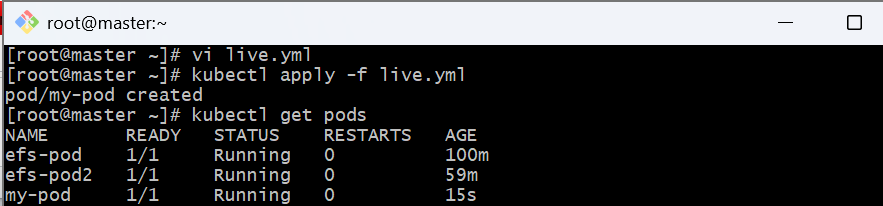 root@master:~
[root@master ~]# vi live.yml
[root@master ~]# kubectl apply -f live.yml
pod/my-pod created
[root@master ~]# kubectl get pods
NAME       READY   STATUS    RESTARTS   AGE
efs-pod    1/1     Running   0          100m
efs-pod2   1/1     Running   0          59m
my-pod     1/1     Running   0          15s